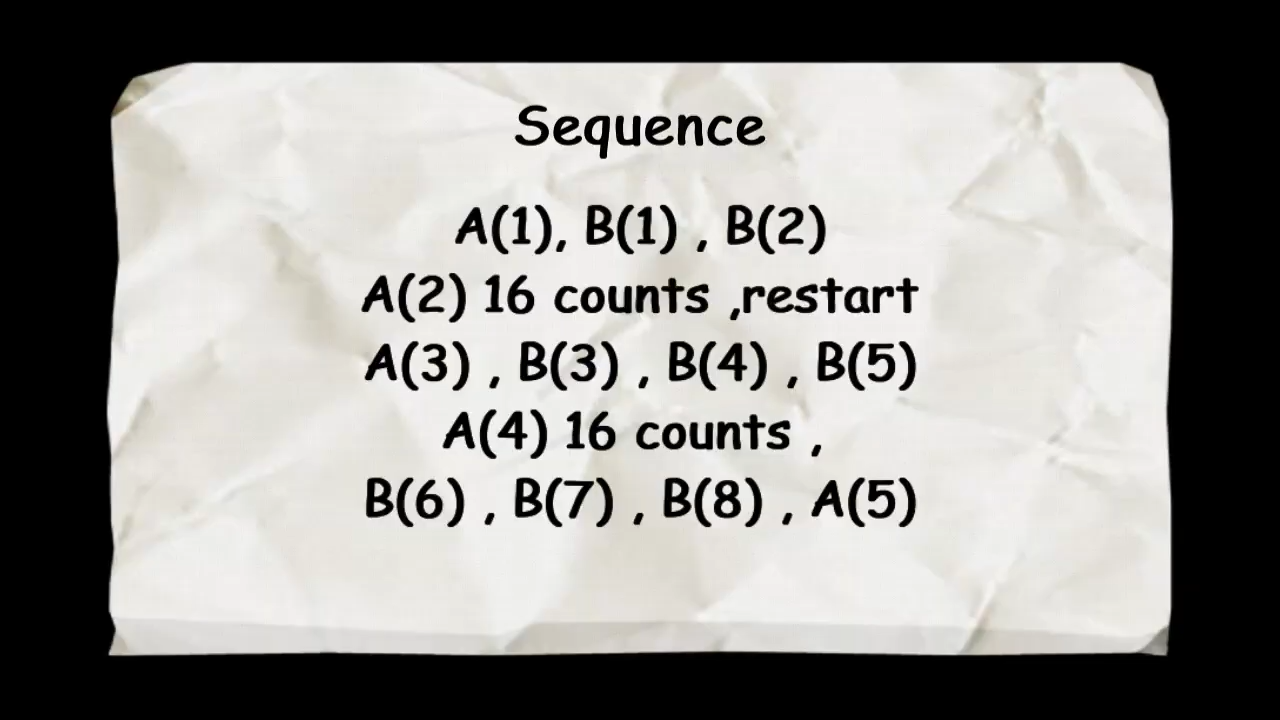 Sequence
A(1), B(1) , B(2)
A(2) 16 counts ,restart
A(3) , B(3) , B(4) , B(5)
A(4) 16 counts ,
B(6) , B(7) , B(8) , A(5)